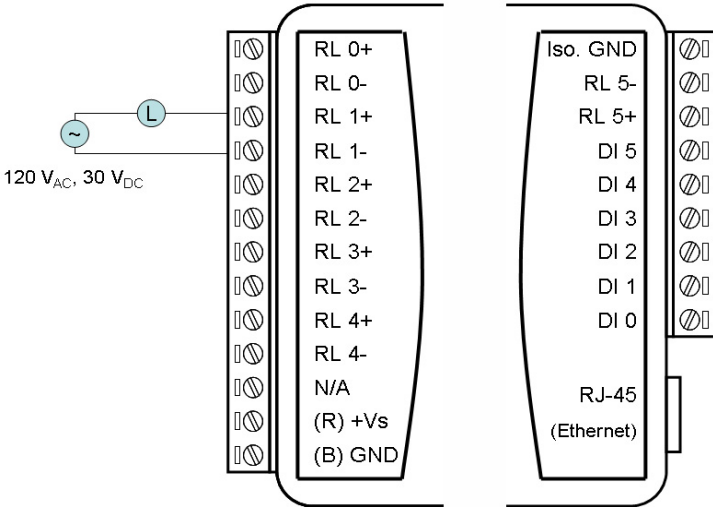 RL 0+
RL 0-
RL 1+
RL 1-
RL 2+
RL 2-
RL 3+
RL 3-
RL 4+
RL 4-
N/A
(R) +Vs
(B) GND
L
~
120 VAC, 30 VDC
Iso. GND
RL 5-
RL 5+
DI 5
DI 4
DI 3
DI 2
DI 1
DI 0
RJ-45
(Ethernet)